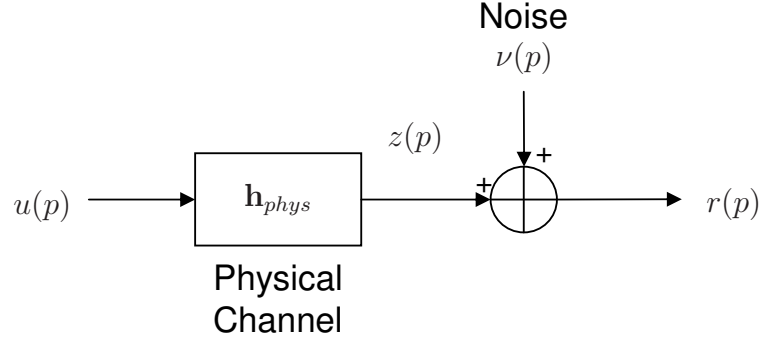 Noise
ν(p)
z(p)
+
+
u(p)
h_phys
r(p)
Physical
Channel